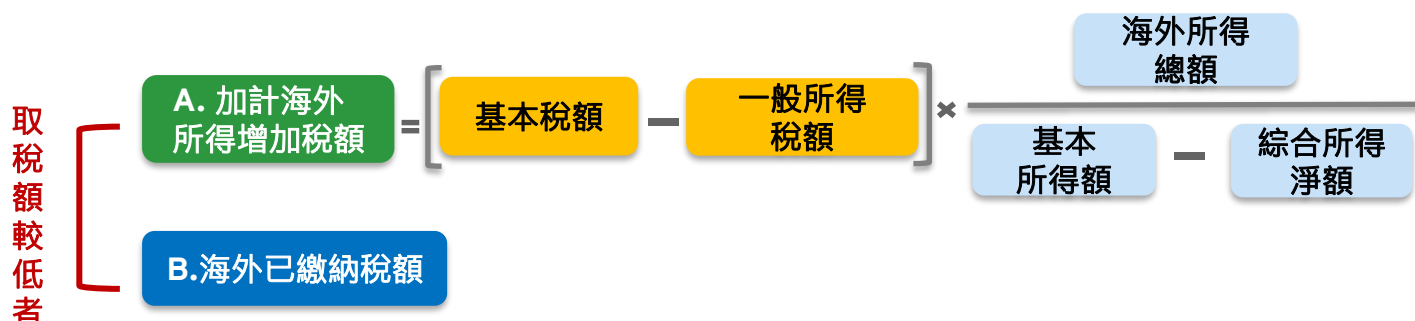 取
稅
額
較
低
者
A. 加計海外
所得增加稅額
=
基本稅額
−
一般所得
稅額
×
海外所得
總額
基本
所得額
−
綜合所得
淨額
B.海外已繳納稅額